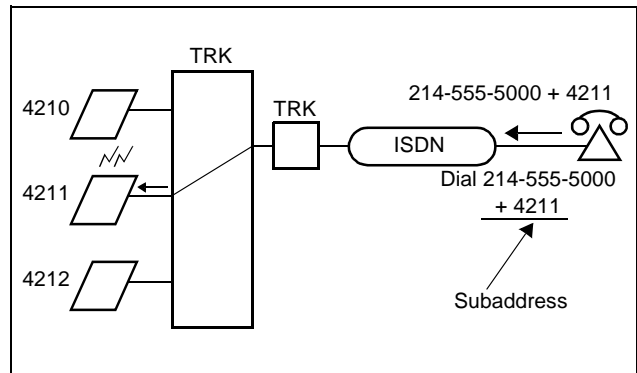 TRK
4210
TRK
214-555-5000 + 4211
ISDN
4211
Dial 214-555-5000
+ 4211
4212
Subaddress